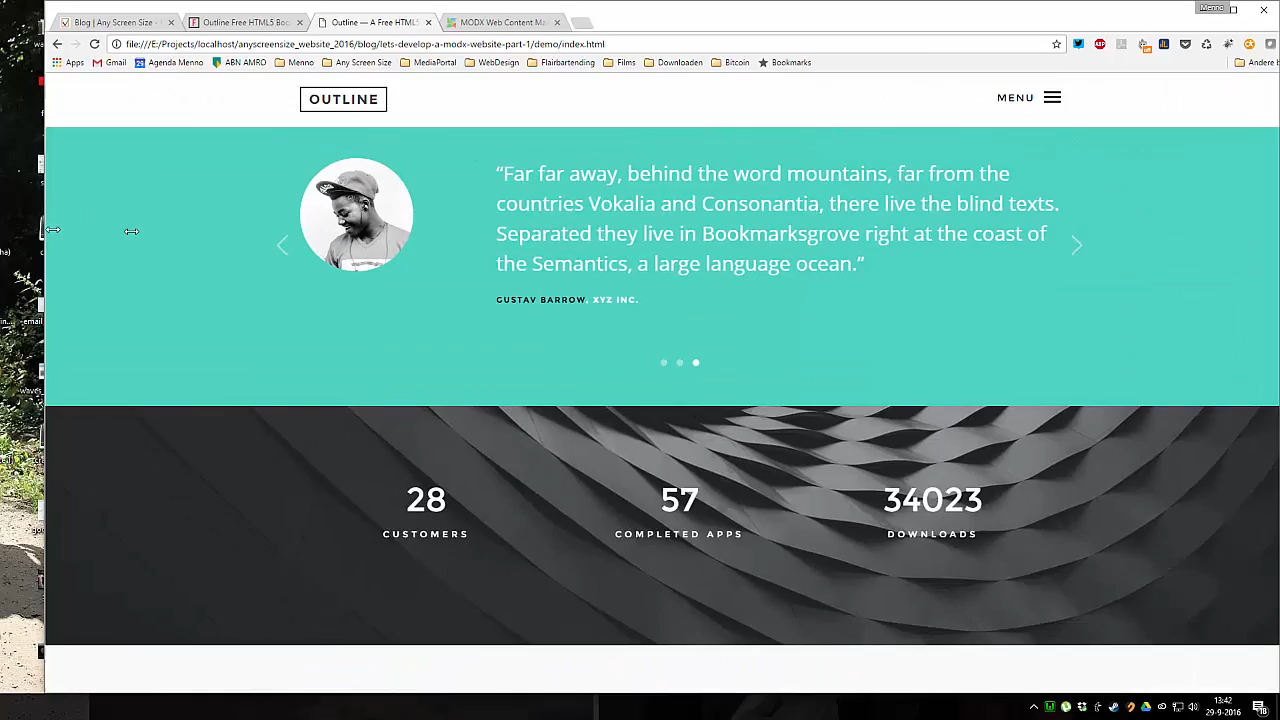 Menno
Blog | Any Screen Size -
Outline Free HTML5 Boo
Outline — A Free HTML5
MODX Web Content Ma
file:///E:/Projects/localhost/anyscreensize_website_2016/blog/lets-develop-a-modx-website-part-1/demo/index.html
Apps
Gmail
Agenda Menno
ABN AMRO
Menno
Any Screen Size
MediaPortal
WebDesign
Flairbartending
Films
Downloaden
Bitcoin
Bookmarks
Andere b
OUTLINE
MENU
“Far far away, behind the word mountains, far from the
countries Vokalia and Consonantia, there live the blind texts.
Separated they live in Bookmarksgrove right at the coast of
the Semantics, a large language ocean.”
GUSTAV BARROW, XYZ INC.
28
57
34023
CUSTOMERS
COMPLETED APPS
DOWNLOADS
13:42
29-9-2016